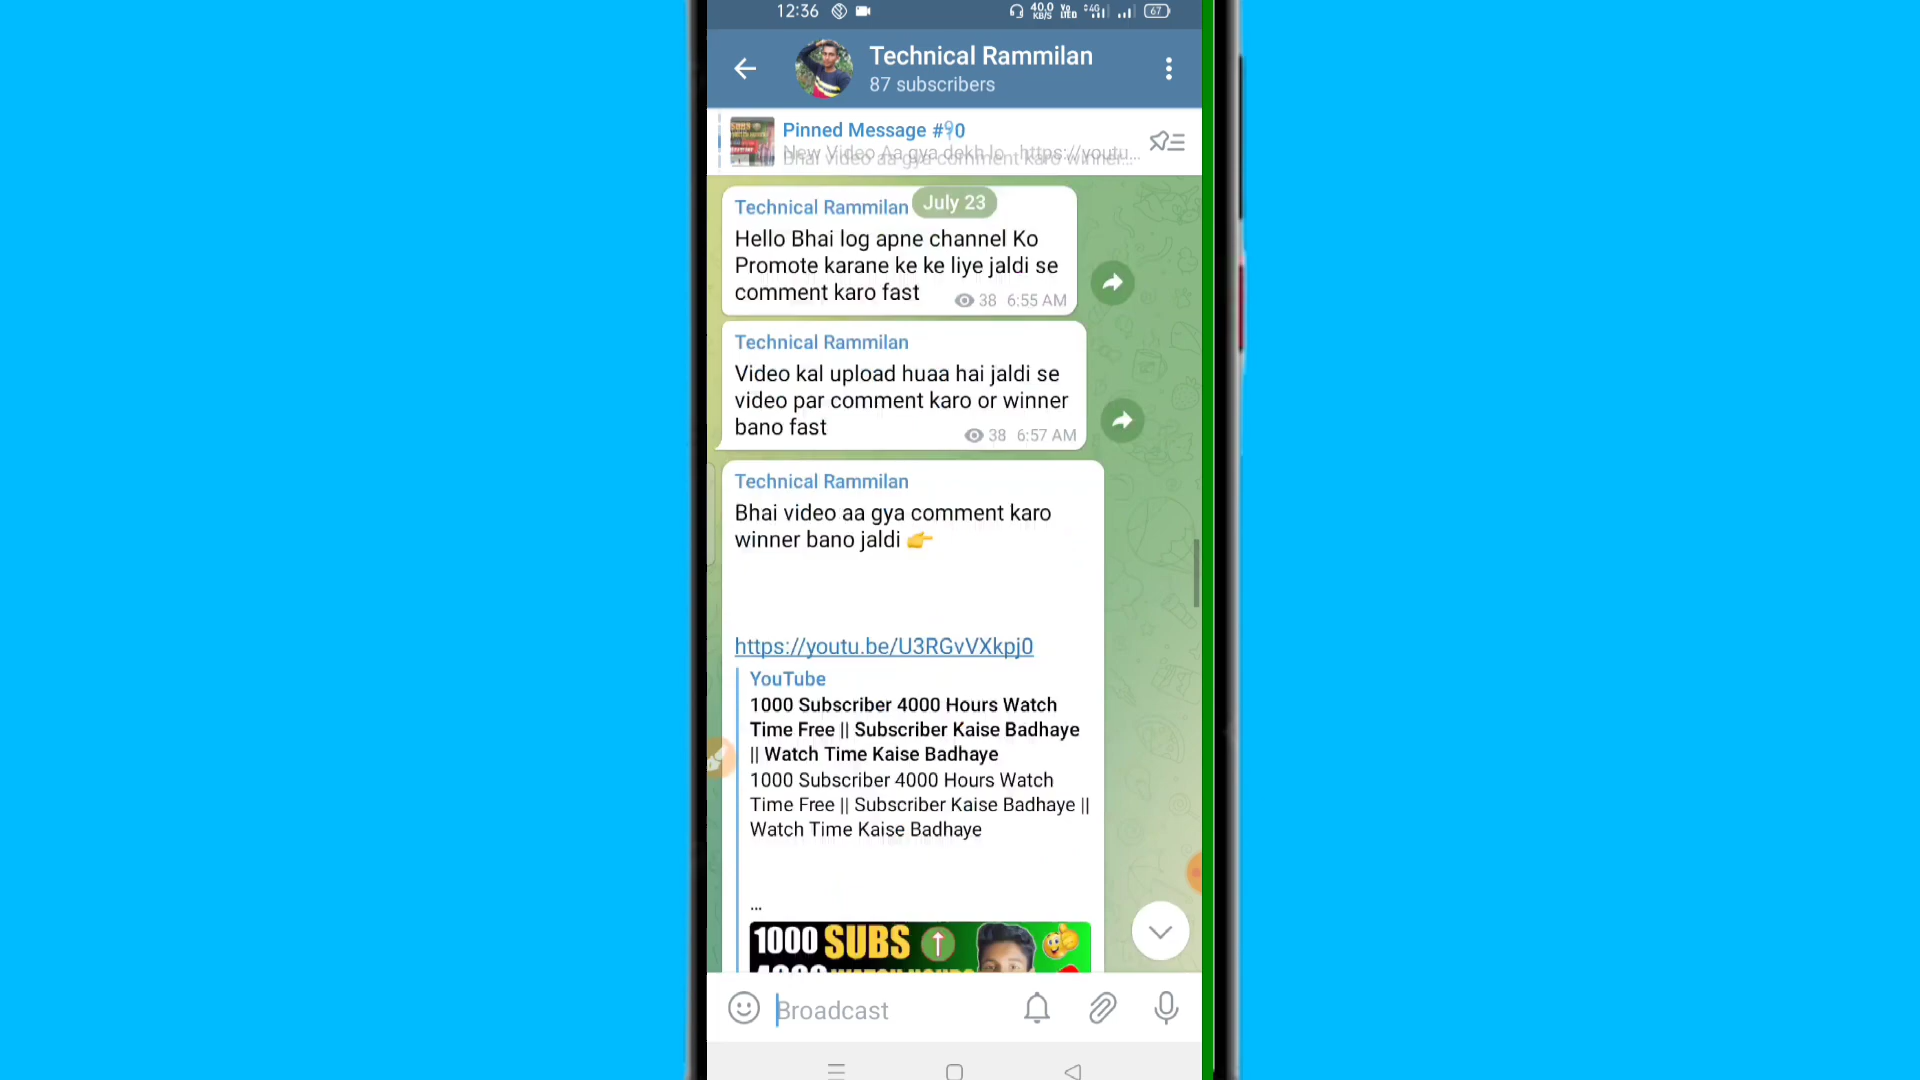 12:36
40.0
KB/S
4G
67
Technical Rammilan
87 subscribers
Pinned Message #90
New Video Aa gya dekh lo https://youtu...
Bhai video aa gya comment karo winner...
July 23
Technical Rammilan
Hello Bhai log apne channel Ko
Promote karane ke ke liye jaldi se
comment karo fast
38 6:55 AM
Technical Rammilan
Video kal upload huaa hai jaldi se
video par comment karo or winner
bano fast
38 6:57 AM
Technical Rammilan
Bhai video aa gya comment karo
winner bano jaldi 👉
https://youtu.be/U3RGvVXkpj0
YouTube
1000 Subscriber 4000 Hours Watch
Time Free || Subscriber Kaise Badhaye
|| Watch Time Kaise Badhaye
1000 Subscriber 4000 Hours Watch
Time Free || Subscriber Kaise Badhaye ||
Watch Time Kaise Badhaye
...
1000 SUBS
Broadcast